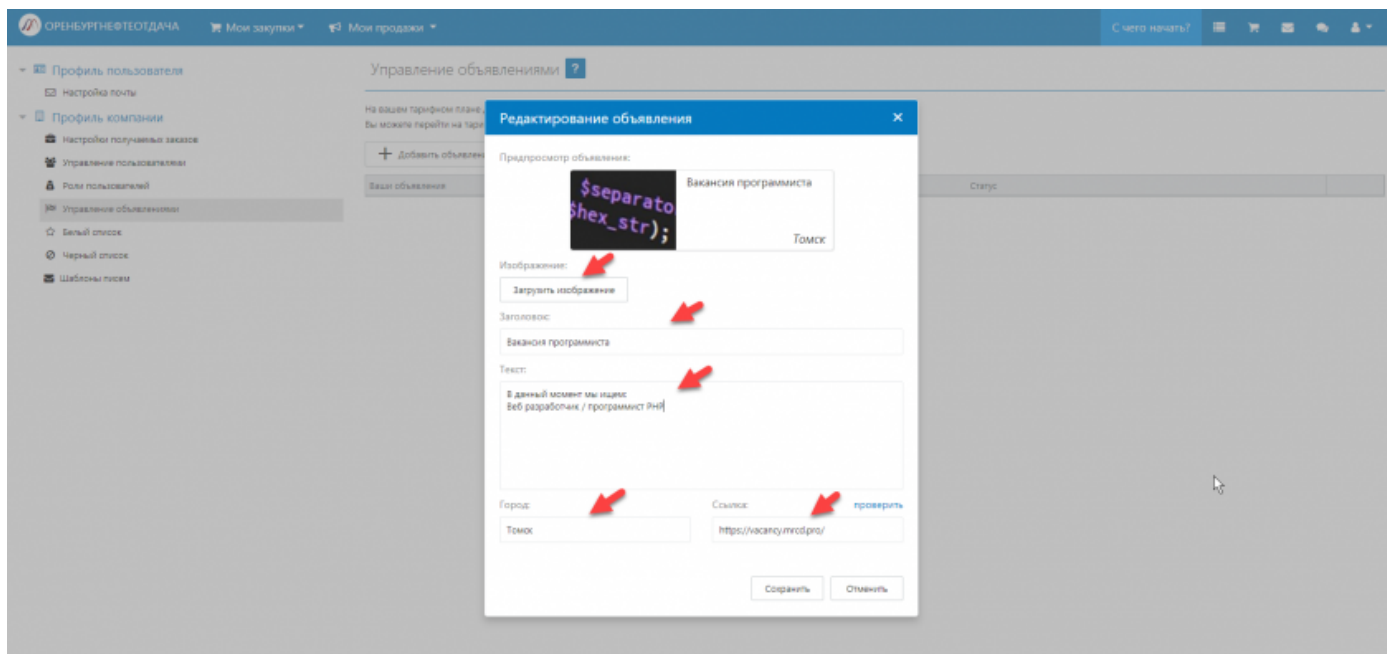 ОРЕНБУРГНЕФТЕОТДАЧА
Мои закупки
Мои продажи
С чего начать?
Профиль пользователя
Настройка почты
Профиль компании
Настройки получаемых заказов
Управление пользователями
Роли пользователей
Управление объявлениями
Белый список
Черный список
Шаблоны писем
Управление объявлениями ?
На вашем тарифном плане
Вы можете перейти на
Добавить
Ваши объявления
Статус
Редактирование объявления
Предпросмотр объявления:
$separato
$hex_str);
Вакансия программиста
Томск
Изображение:
Загрузить изображение
Заголовок:
Вакансия программиста
Текст:
В данный момент мы ищем:
Веб разработчик / программист PHP
Город:
Томск
Ссылка:
проверить
https://vacancy.mrcd.pro/
Сохранить
Отменить